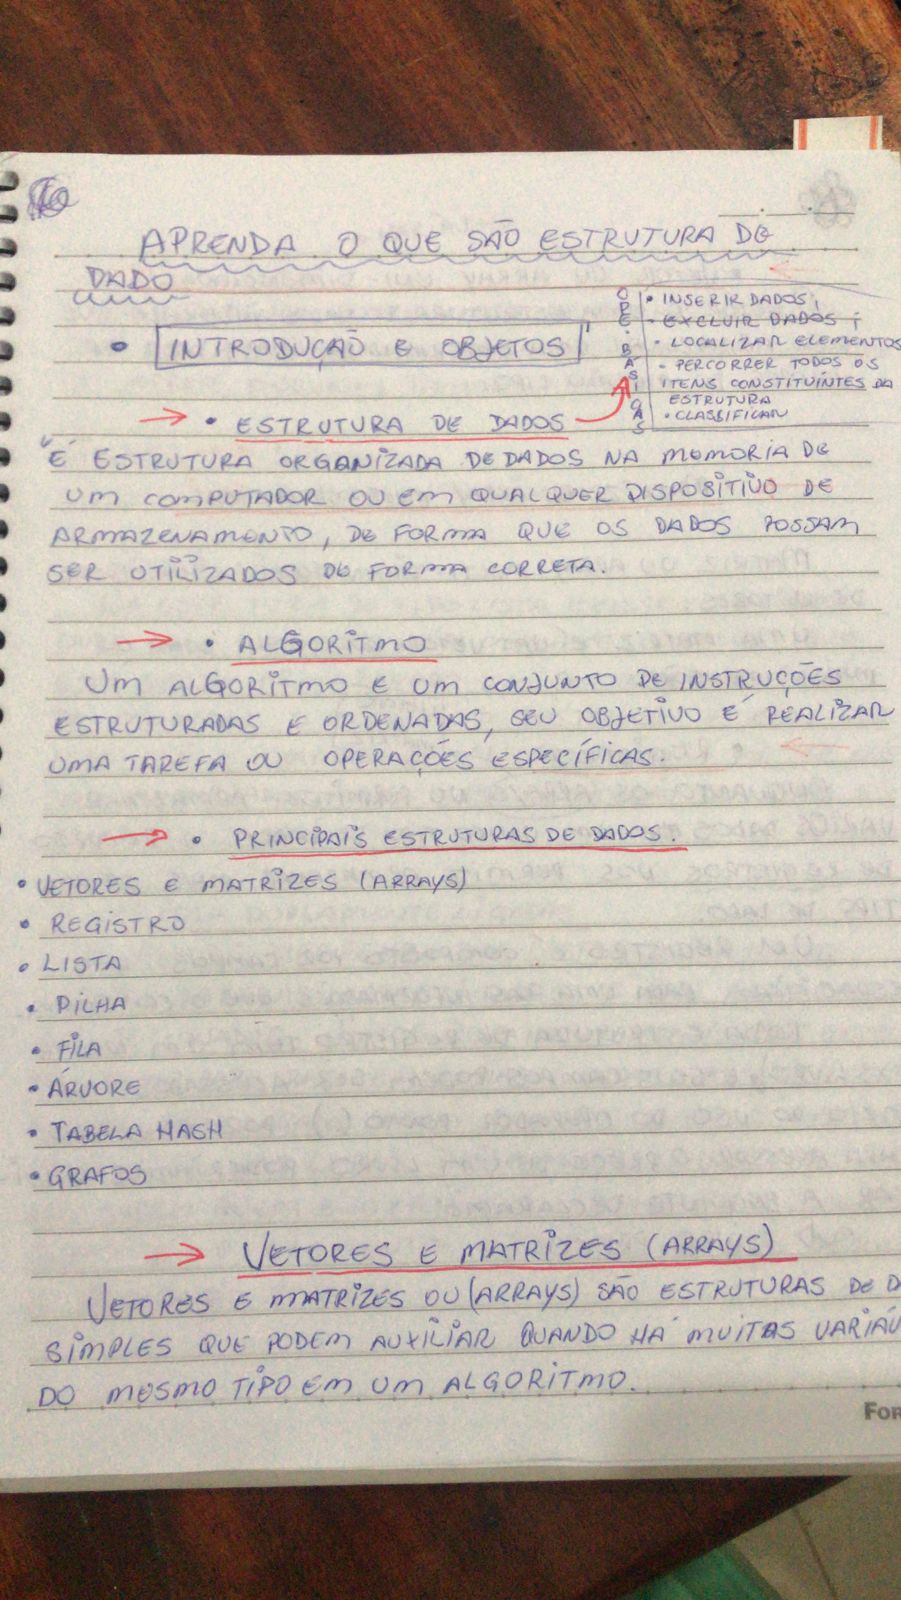 APRENDA O QUE SÃO ESTRUTURA DE
DADO
• INTRODUÇÃO E OBJETOS
OPE. BÁSICAS
• INSERIR DADOS;
• EXCLUIR DADOS;
• LOCALIZAR ELEMENTOS
• PERCORRER TODOS OS
ITENS CONSTITUÍNTES DA
ESTRUTURA
• CLASSIFICAR
→ • ESTRUTURA DE DADOS
É ESTRUTURA ORGANIZADA DE DADOS NA MEMORIA DE
UM COMPUTADOR OU EM QUALQUER DISPOSITIVO DE
ARMAZENAMENTO, DE FORMA QUE OS DADOS POSSAM
SER UTILIZADOS DE FORMA CORRETA.
→ • ALGORITMO
UM ALGORITMO E UM CONJUNTO DE INSTRUÇÕES
ESTRUTURADAS E ORDENADAS, SEU OBJETIVO É REALIZAR
UMA TAREFA OU OPERAÇÕES ESPECÍFICAS.
→ • PRINCIPAIS ESTRUTURAS DE DADOS.
• VETORES E MATRIZES (ARRAYS)
• REGISTRO
• LISTA
• PILHA
• FILA
• ÁRVORE
• TABELA HASH
• GRAFOS
→ VETORES E MATRIZES (ARRAYS)
VETORES E MATRIZES OU (ARRAYS) SÃO ESTRUTURAS DE D
SIMPLES QUE PODEM AUXILIAR QUANDO HÁ MUITAS VARIÁV
DO MESMO TIPO EM UM ALGORITMO.
FOR